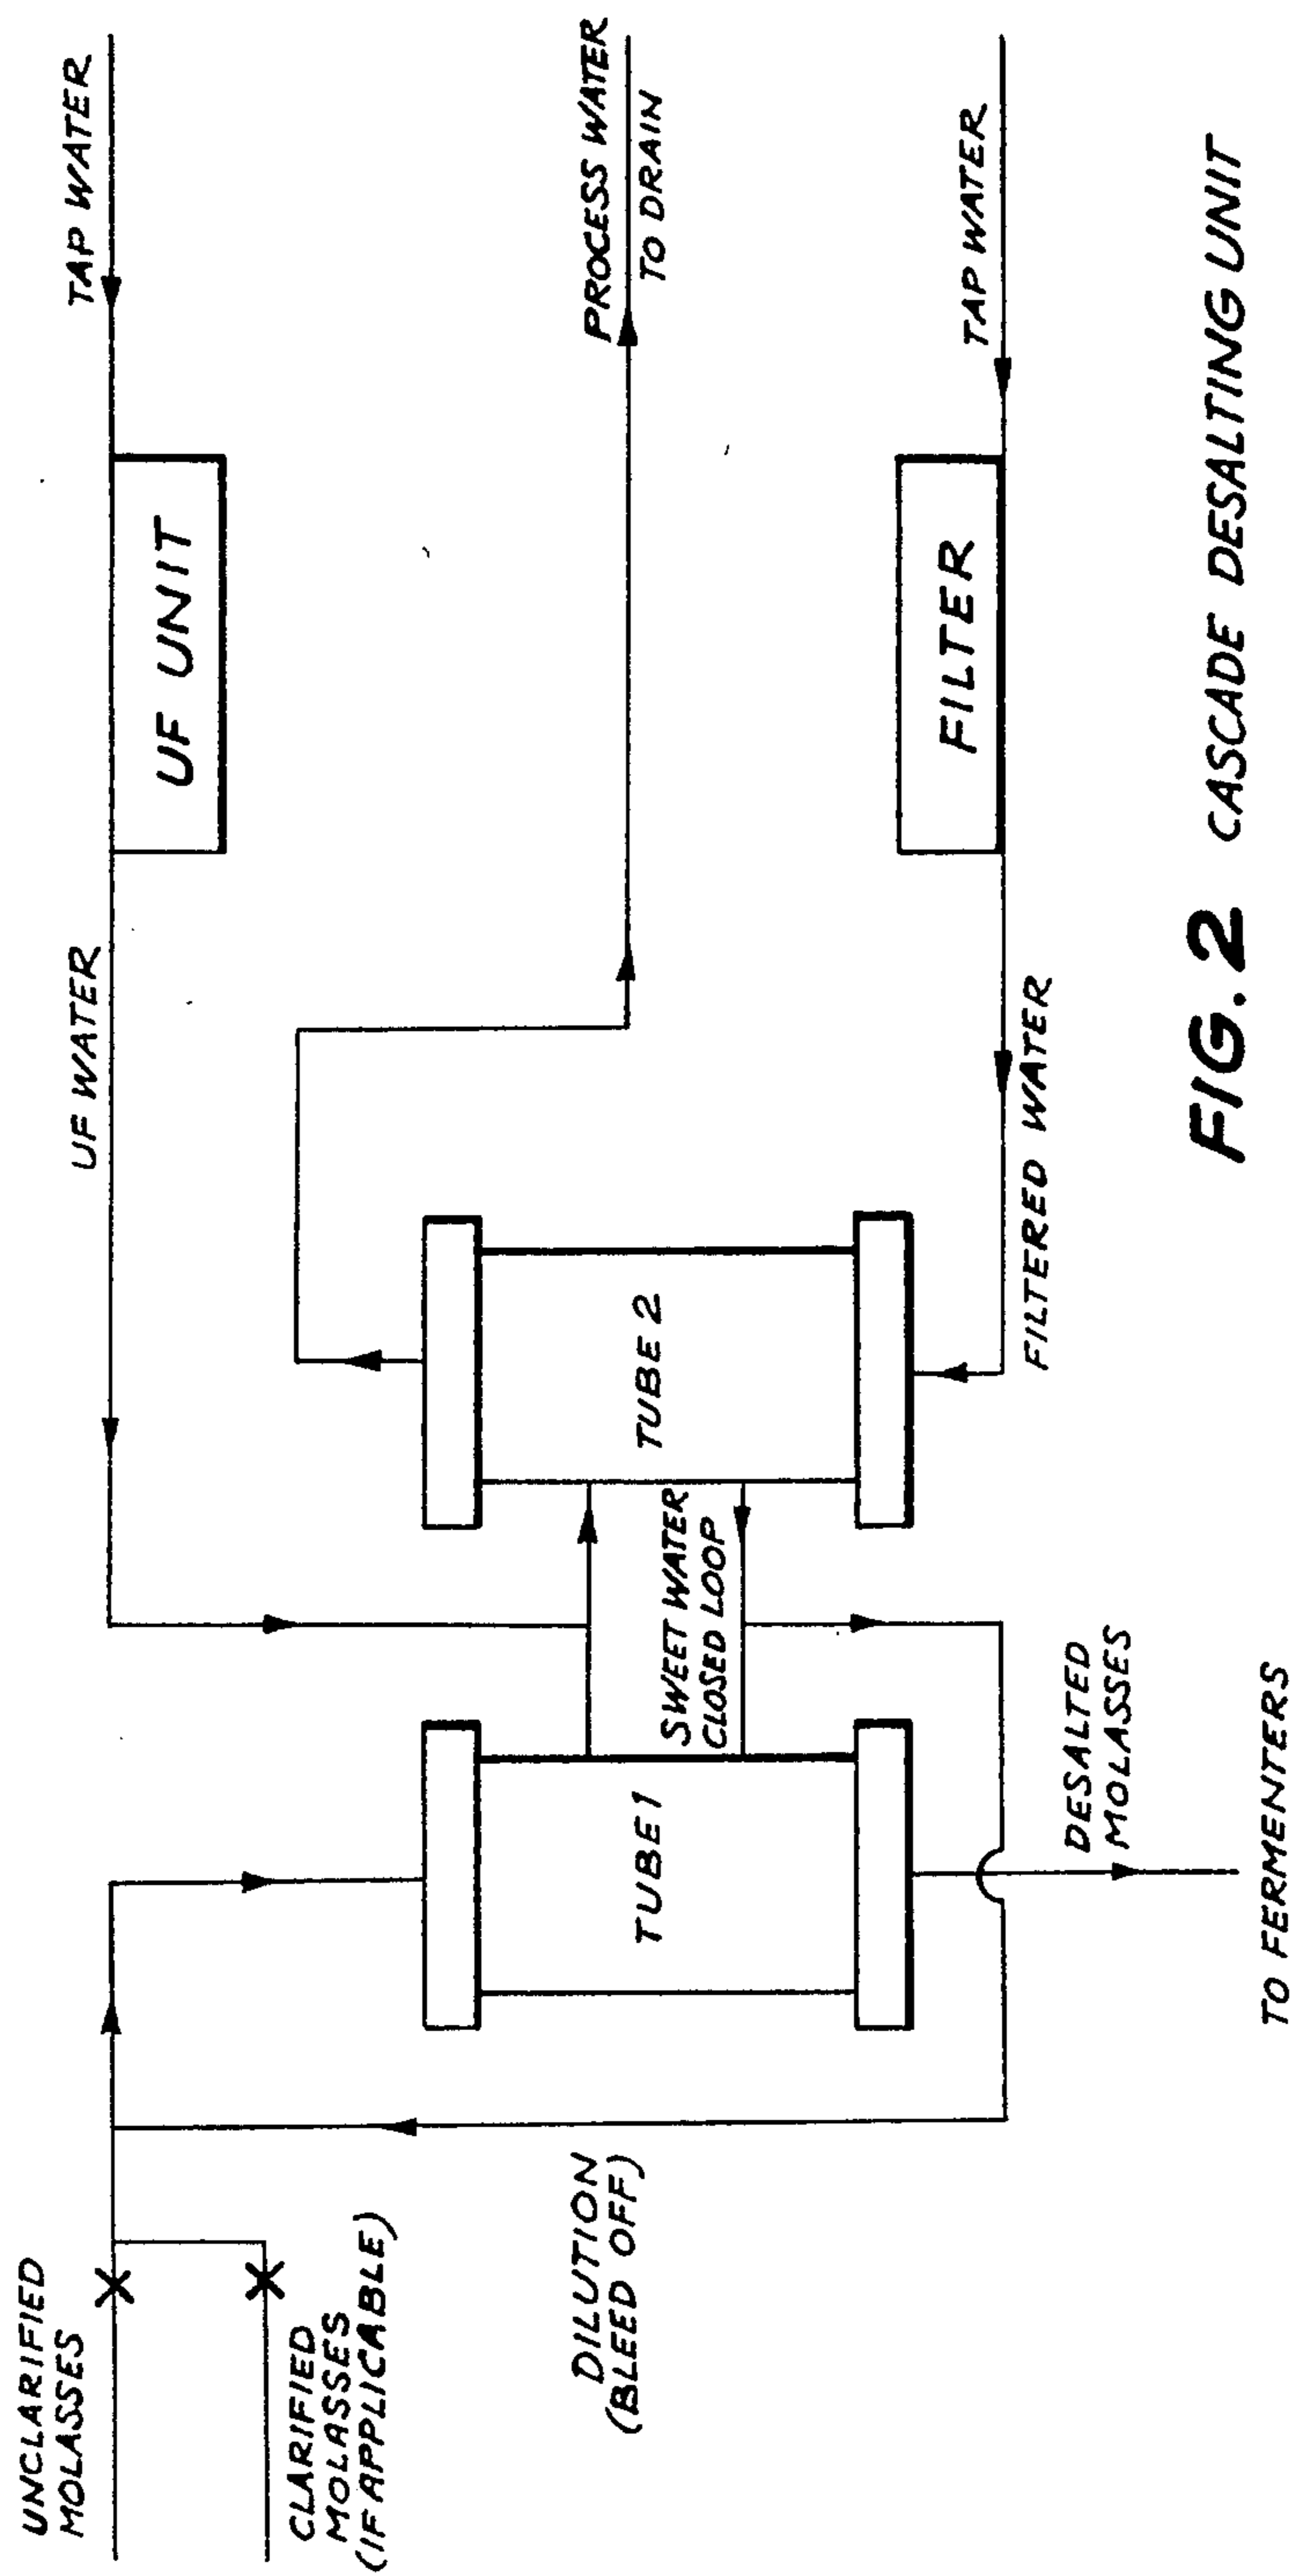 UNCLARIFIED
MOLASSES
CLARIFIED
MOLASSES
(IF APPLICABLE)
DILUTION
(BLEED OFF)
UF WATER
UF UNIT
TAP WATER
TUBE 1
SWEET WATER
CLOSED LOOP
TUBE 2
PROCESS WATER
TO DRAIN
DESALTED
MOLASSES
TO FERMENTERS
FILTERED WATER
FILTER
TAP WATER
FIG. 2 CASCADE DESALTING UNIT